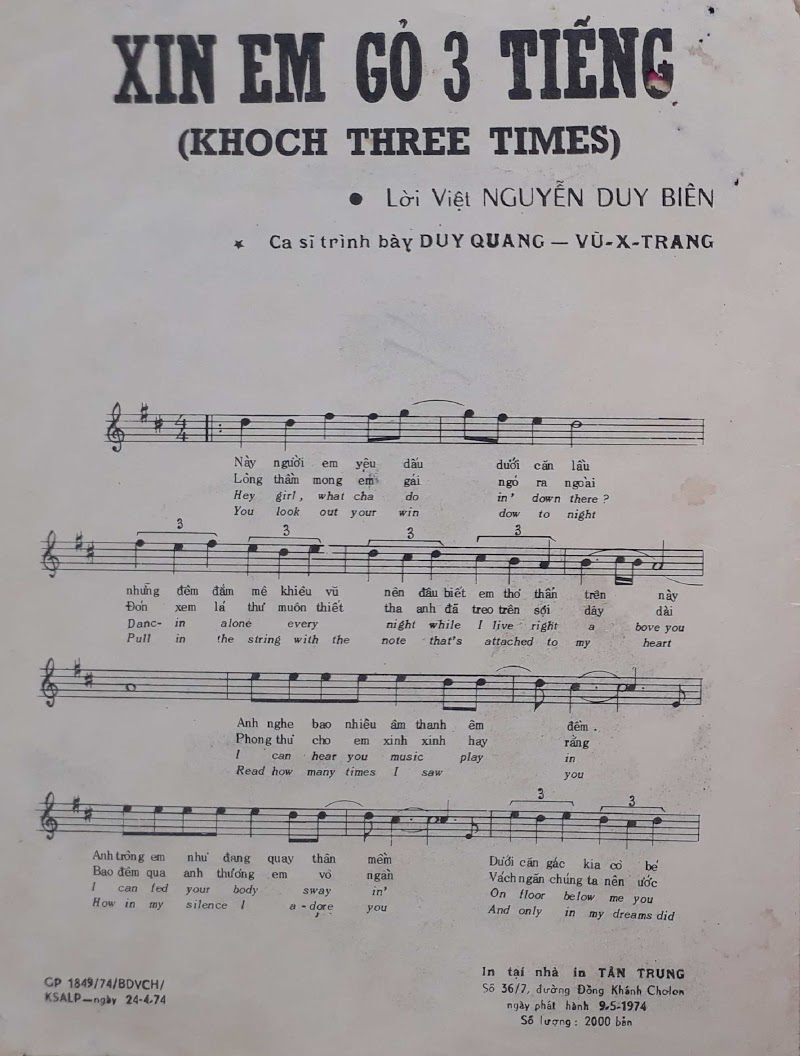 XIN EM GỎ 3 TIẾNG
(KHOCH THREE TIMES)
● Lời Việt NGUYỄN DUY BIÊN
★ Ca sĩ trình bày DUY QUANG — VŨ-X-TRANG
4
4
Này người em yêu dấu dưới căn lầu
Lòng thầm mong em gái ngó ra ngoài
Hey girl, what cha do in' down there?
You look out your win dow to night
3 3 3 3
những đêm đắm mê khiêu vũ nên đâu biết em thơ thẩn trên này
Đón xem lá thư muôn thiết tha anh đã treo trên sợi dây dài
Danc- in alone every night while I live right a bove you
Pull in the string with the note that's attached to my heart
Anh nghe bao nhiêu âm thanh êm đềm.
Phong thư cho em xinh xinh hay rằng
I can hear you music play in
Read how many times I saw you
3 3
Anh trông em như đang quay thân mềm Dưới căn gác kia cô bé
Bao đêm qua anh thương em vô ngần Vách ngăn chúng ta nên ước
I can fed your body sway in' On floor below me you
How in my silence I a-dore you And only in my dreams did
GP 1849/74/BDVCH/
KSALP—ngày 24-4-74
In tại nhà in TÂN TRUNG
Số 36/7, đường Đồng Khánh Cholon
ngày phát hành 9-5-1974
Số lượng: 2000 bản